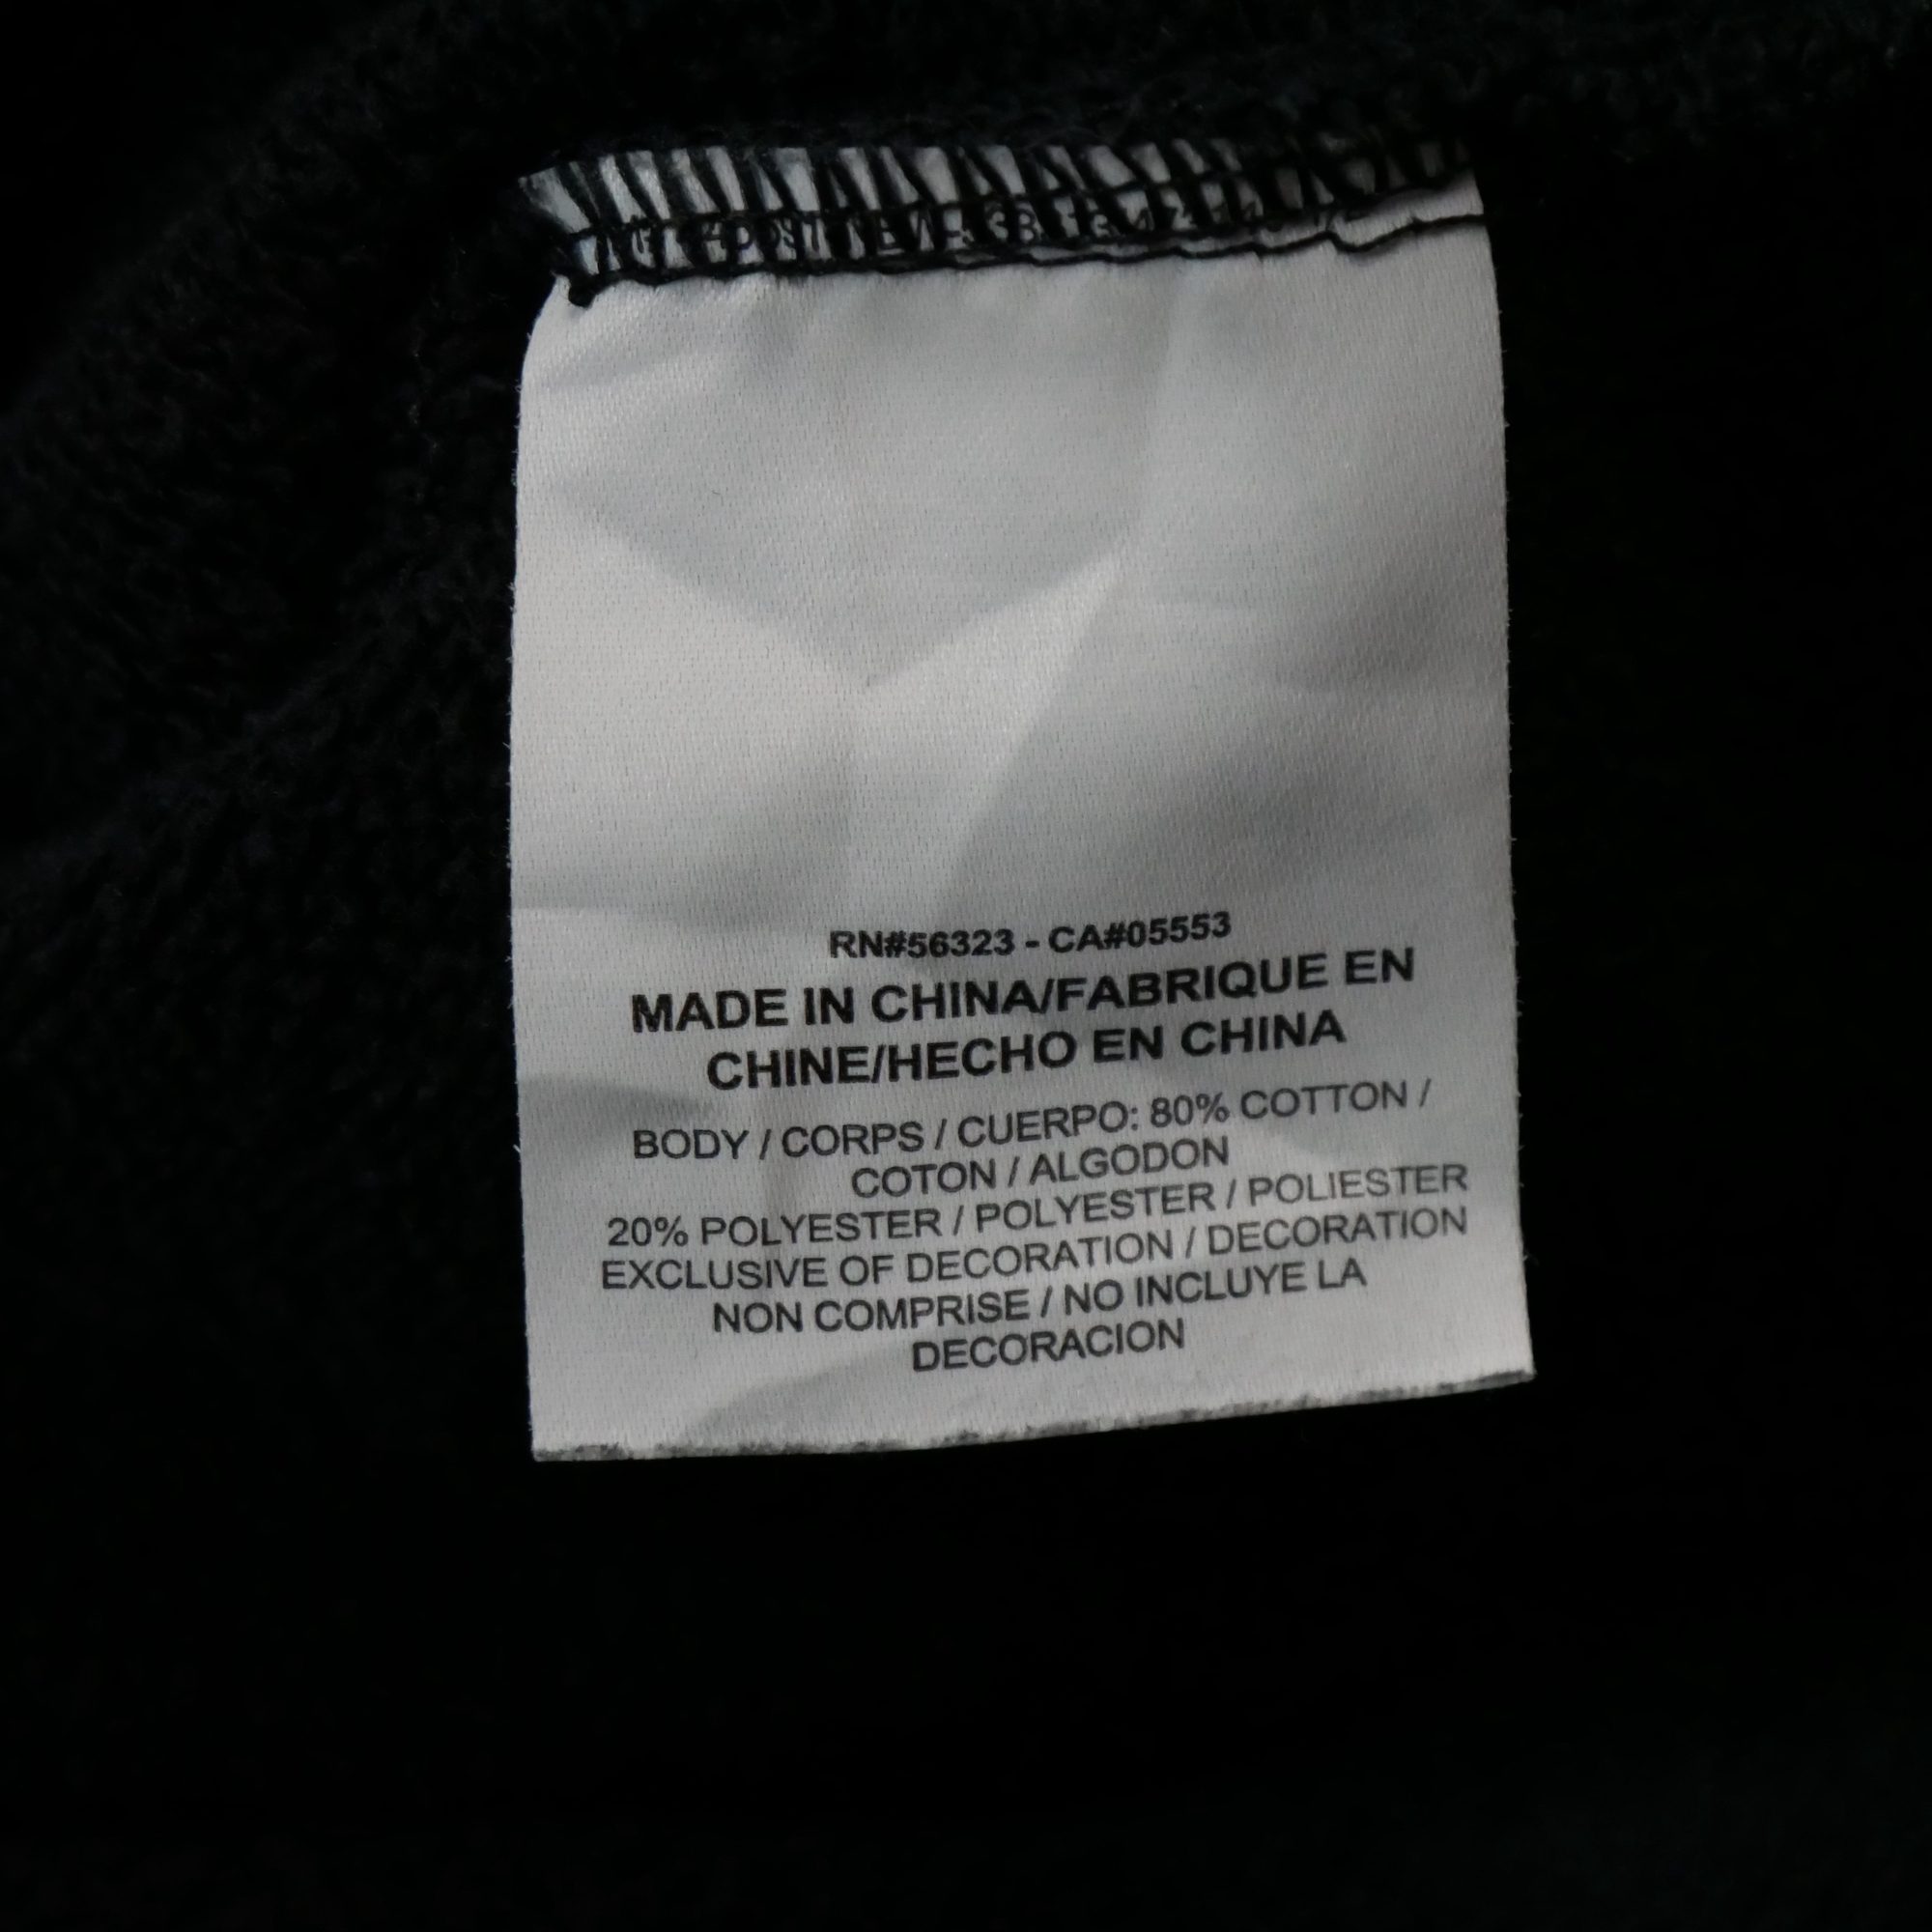 RN#56323 - CA#05553
MADE IN CHINA/FABRIQUE EN
CHINE/HECHO EN CHINA
BODY / CORPS / CUERPO: 80% COTTON /
COTON / ALGODON
20% POLYESTER / POLYESTER / POLIESTER
EXCLUSIVE OF DECORATION / DECORATION
NON COMPRISE / NO INCLUYE LA
DECORACION